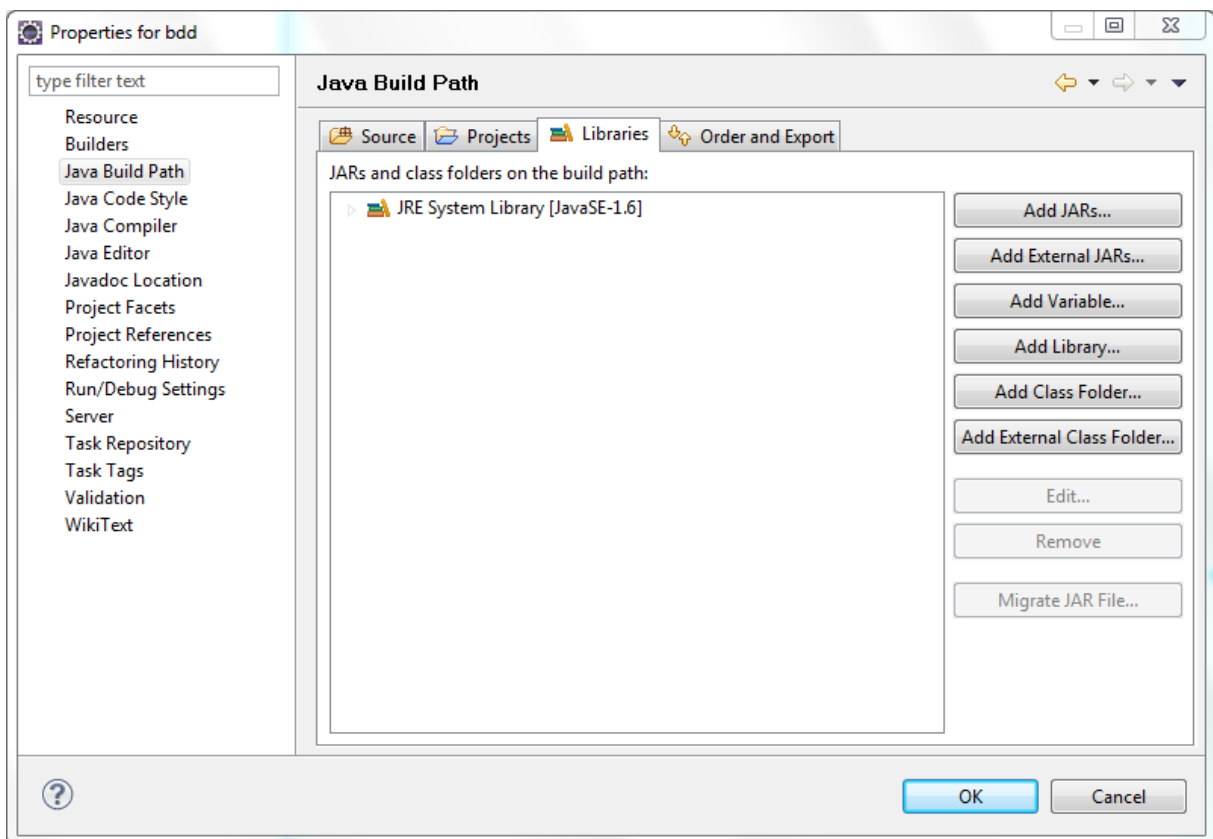 Properties for bdd
type filter text
Resource
Builders
Java Build Path
Java Code Style
Java Compiler
Java Editor
Javadoc Location
Project Facets
Project References
Refactoring History
Run/Debug Settings
Server
Task Repository
Task Tags
Validation
WikiText
Java Build Path
Source Projects Libraries Order and Export
JARs and class folders on the build path:
JRE System Library [JavaSE-1.6]
Add JARs...
Add External JARs...
Add Variable...
Add Library...
Add Class Folder...
Add External Class Folder...
Edit...
Remove
Migrate JAR File...
?
OK Cancel